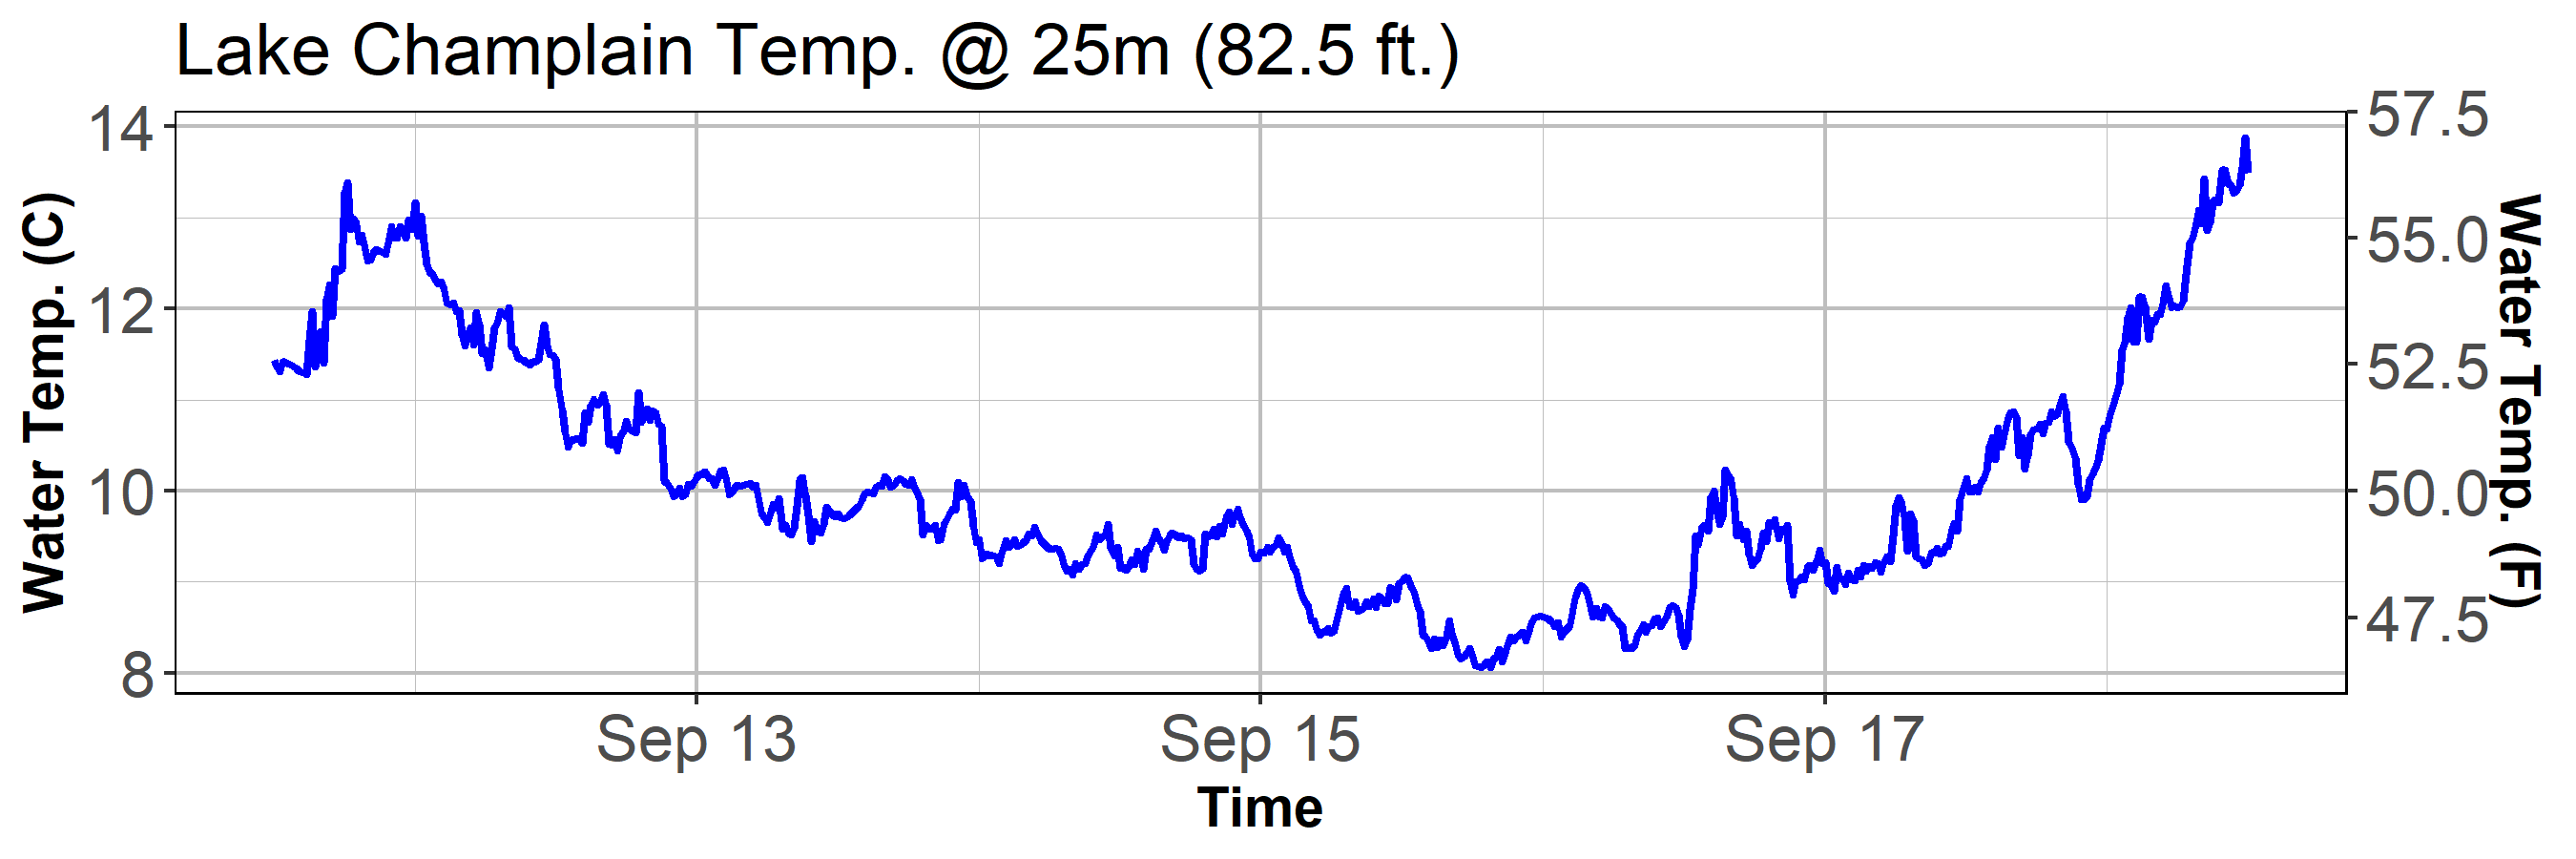 Lake Champlain Temp. @ 25m (82.5 ft.)
Water Temp. (C)
14
12
10
8
57.5
55.0
52.5
50.0
47.5
Water Temp. (F)
Sep 13
Sep 15
Sep 17
Time